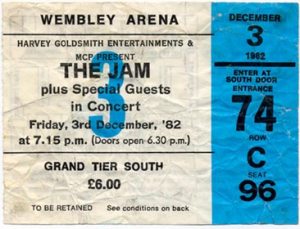 WEMBLEY ARENA
HARVEY GOLDSMITH ENTERTAINMENTS &
MCP PRESENT
THE JAM
plus Special Guests
in Concert
Friday, 3rd December, '82
at 7.15 p.m. (Doors open 6.30 p.m.)
3
GRAND TIER SOUTH
£6.00
TO BE RETAINED See conditions on back
DECEMBER
3
1982
ENTER AT
SOUTH DOOR
ENTRANCE
74
ROW
C
SEAT
96